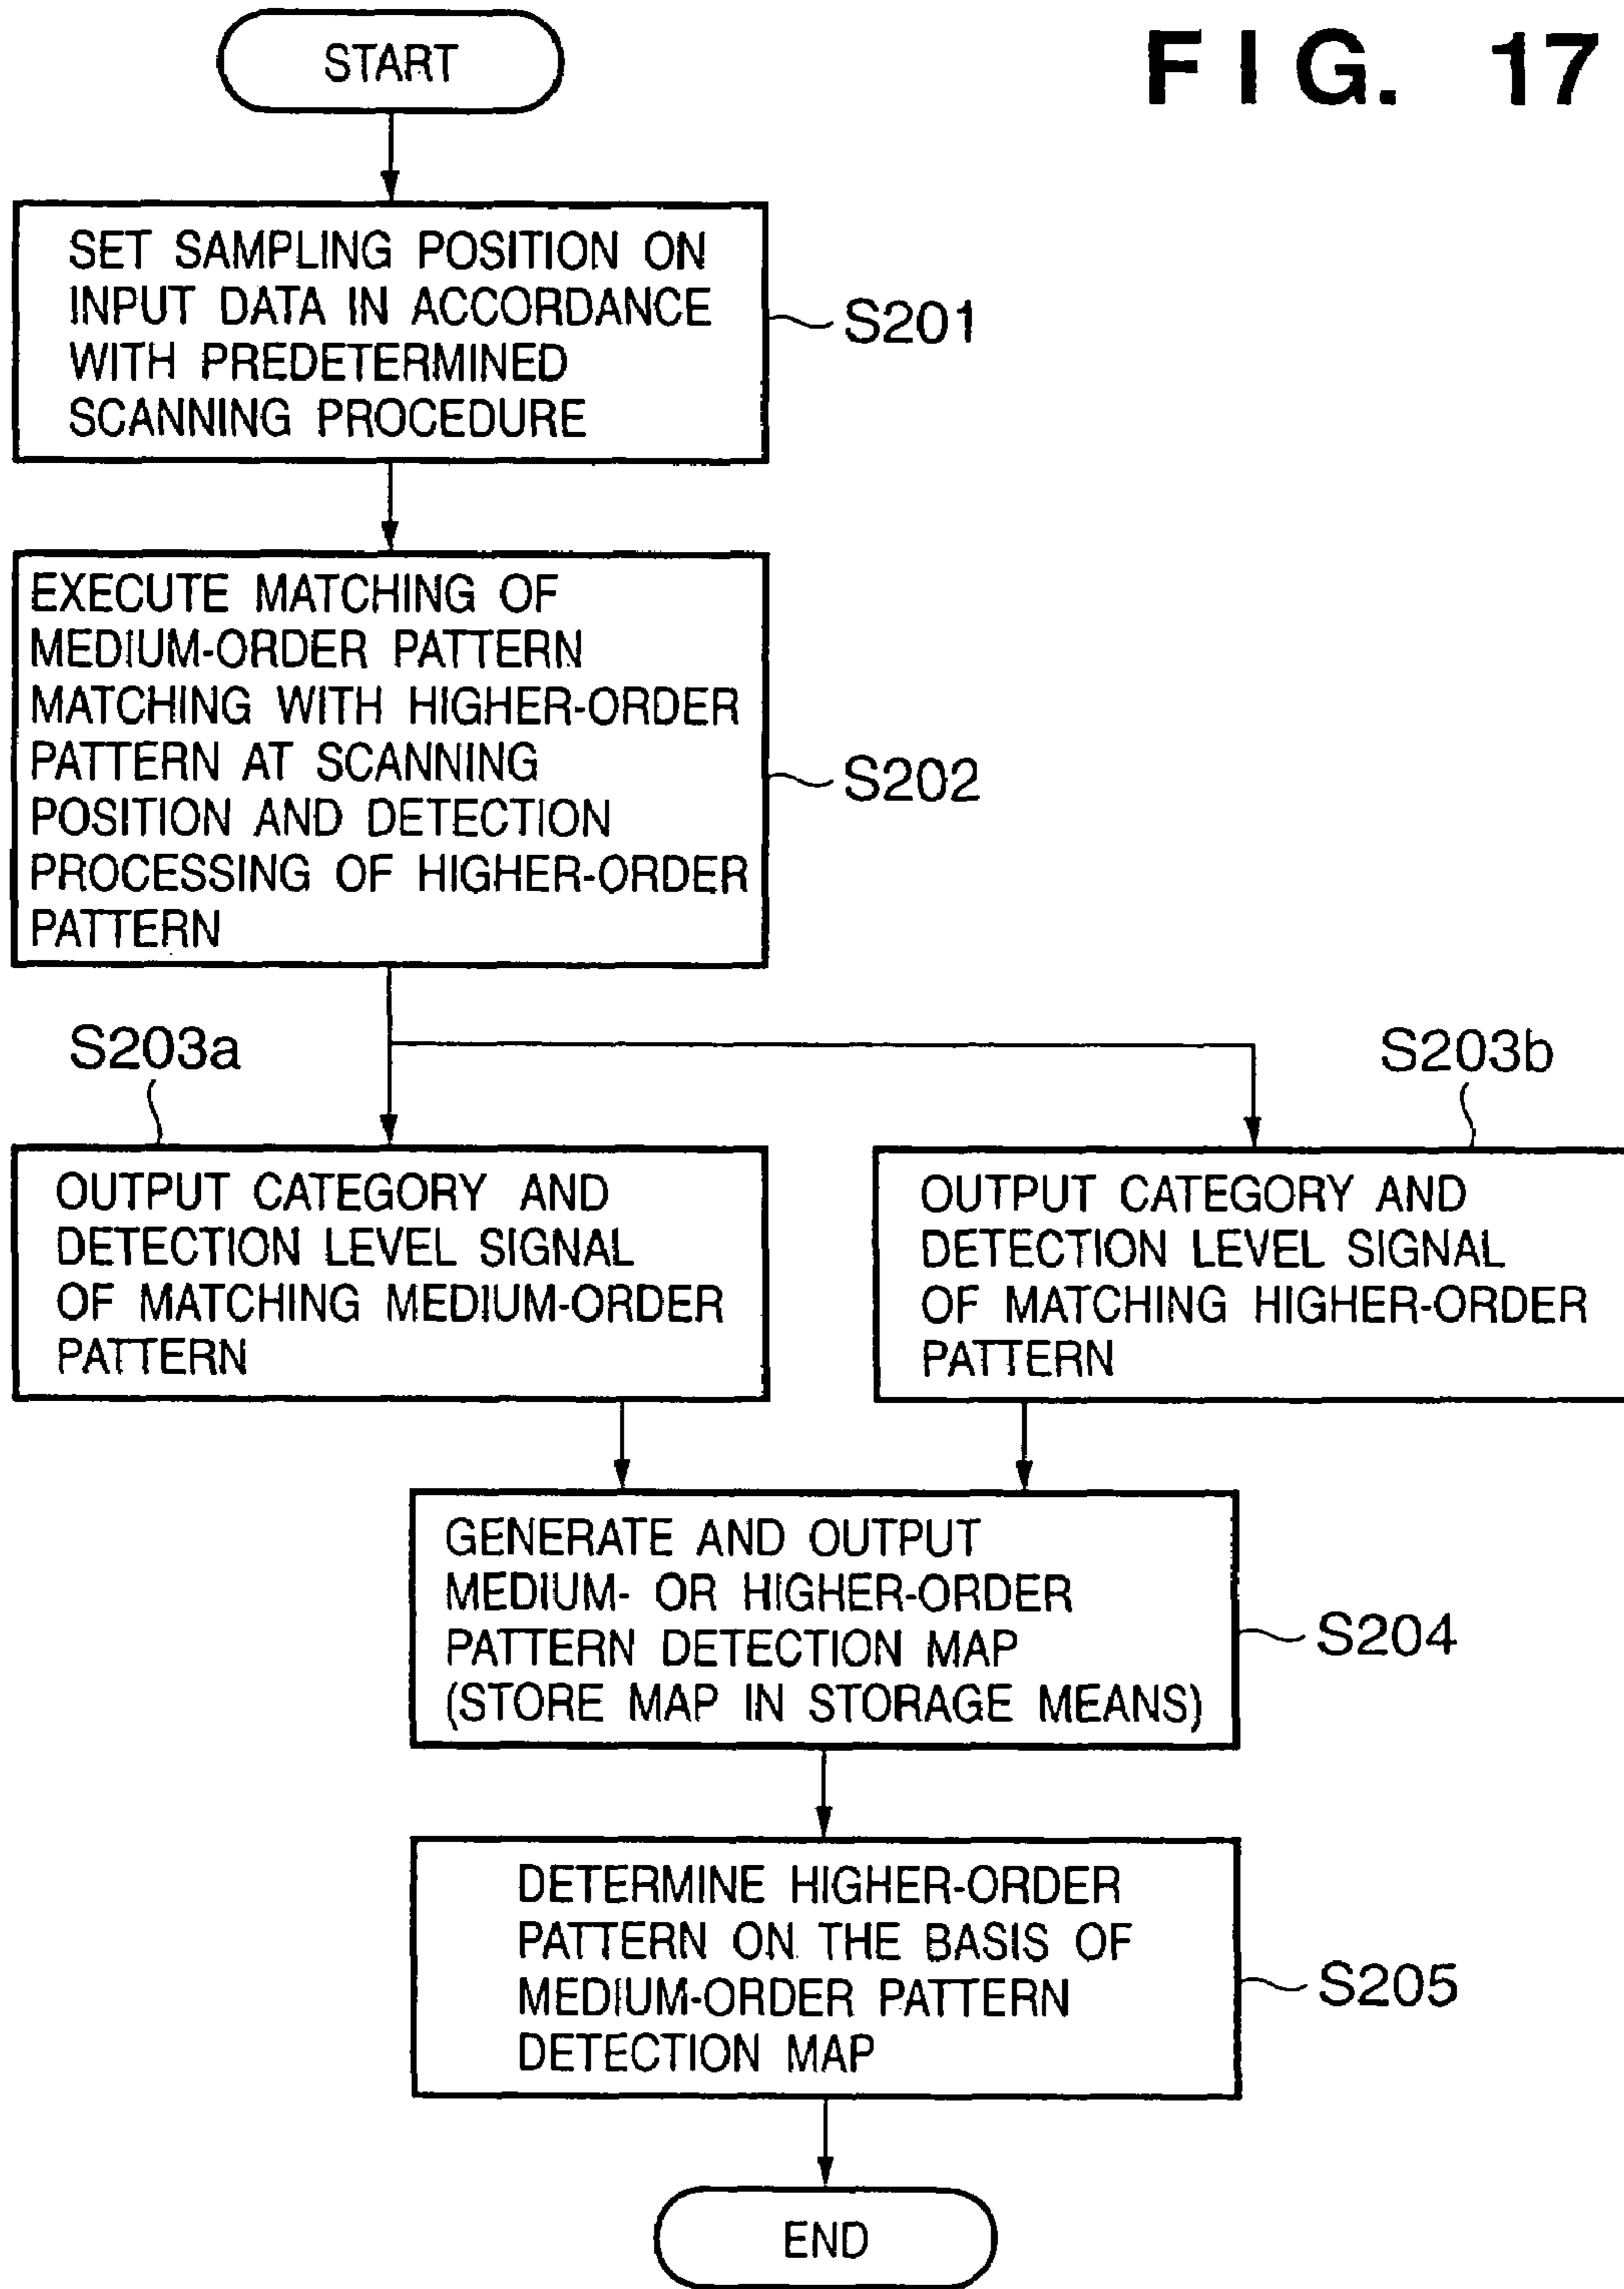 FIG. 17
START
SET SAMPLING POSITION ON
INPUT DATA IN ACCORDANCE
WITH PREDETERMINED
SCANNING PROCEDURE
S201
EXECUTE MATCHING OF
MEDIUM-ORDER PATTERN
MATCHING WITH HIGHER-ORDER
PATTERN AT SCANNING
POSITION AND DETECTION
PROCESSING OF HIGHER-ORDER
PATTERN
S202
S203a
OUTPUT CATEGORY AND
DETECTION LEVEL SIGNAL
OF MATCHING MEDIUM-ORDER
PATTERN
S203b
OUTPUT CATEGORY AND
DETECTION LEVEL SIGNAL
OF MATCHING HIGHER-ORDER
PATTERN
GENERATE AND OUTPUT
MEDIUM- OR HIGHER-ORDER
PATTERN DETECTION MAP
(STORE MAP IN STORAGE MEANS)
S204
DETERMINE HIGHER-ORDER
PATTERN ON THE BASIS OF
MEDIUM-ORDER PATTERN
DETECTION MAP
S205
END